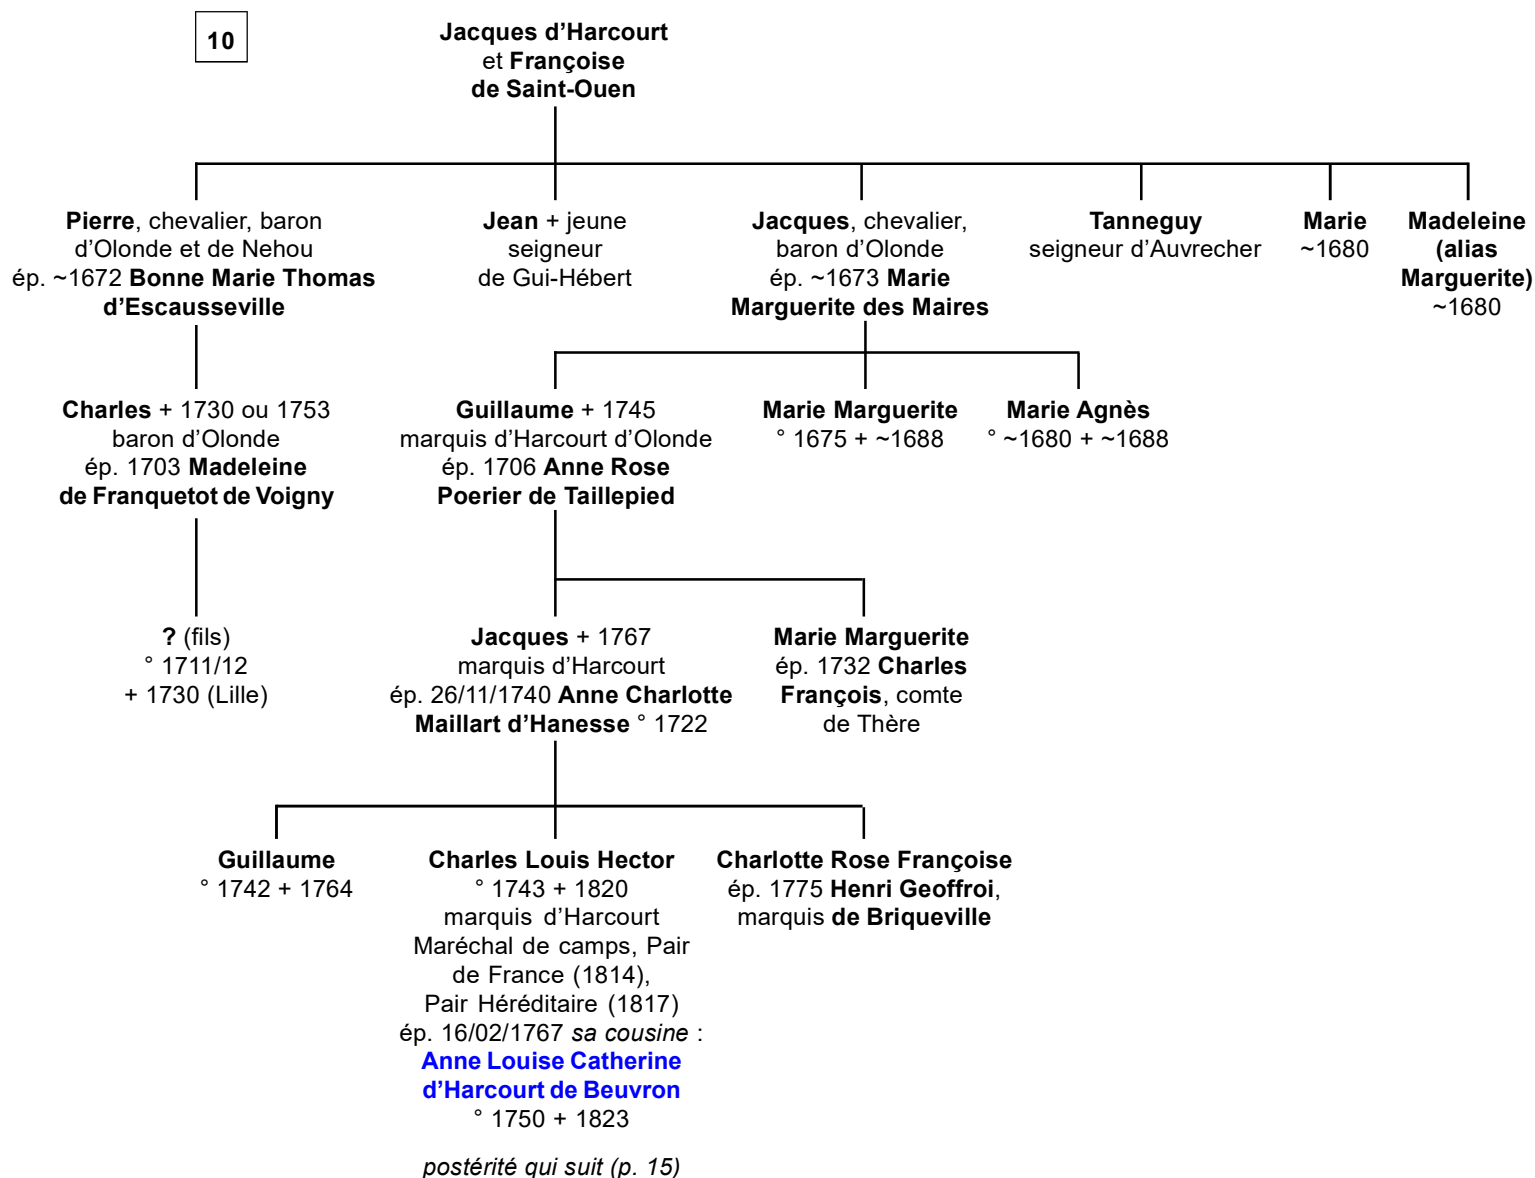 10
Jacques d’Harcourt
et Françoise
de Saint-Ouen
Pierre, chevalier, baron
d’Olonde et de Nehou
ép. ~1672 Bonne Marie Thomas
d’Escausseville
Jean + jeune
seigneur
de Gui-Hébert
Jacques, chevalier,
baron d’Olonde
ép. ~1673 Marie
Marguerite des Maires
Tanneguy
seigneur d’Auvrecher
Marie
~1680
Madeleine
(alias
Marguerite)
~1680
Charles + 1730 ou 1753
baron d’Olonde
ép. 1703 Madeleine
de Franquetot de Voigny
Guillaume + 1745
marquis d’Harcourt d’Olonde
ép. 1706 Anne Rose
Poerier de Taillepied
Marie Marguerite
° 1675 + ~1688
Marie Agnès
° ~1680 + ~1688
? (fils)
° 1711/12
+ 1730 (Lille)
Jacques + 1767
marquis d’Harcourt
ép. 26/11/1740 Anne Charlotte
Maillart d’Hanesse ° 1722
Marie Marguerite
ép. 1732 Charles
François, comte
de Thère
Guillaume
° 1742 + 1764
Charles Louis Hector
° 1743 + 1820
marquis d’Harcourt
Maréchal de camps, Pair
de France (1814),
Pair Héréditaire (1817)
ép. 16/02/1767 sa cousine :
Anne Louise Catherine
d’Harcourt de Beuvron
° 1750 + 1823
postérité qui suit (p. 15)
Charlotte Rose Françoise
ép. 1775 Henri Geoffroi,
marquis de Briqueville